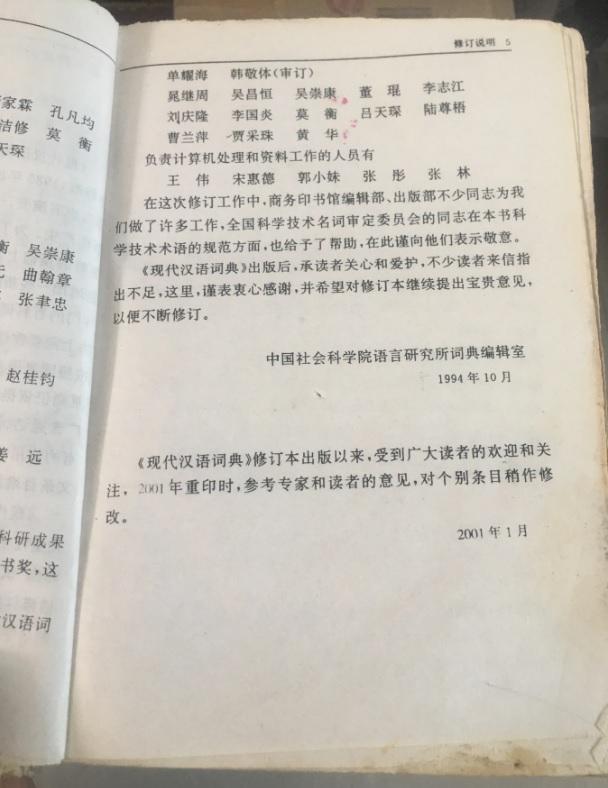 家霖 孔凡均
洁修 莫 衡
天琛
衡 吴崇康
曲翰章
张聿忠
赵桂钧
姜 远
科研成果
书奖,这
汉语词
修订说明 5
单耀海 韩敬体(审订)
晁继周 吴昌恒 吴崇康 董 琨 李志江
刘庆隆 李国炎 莫 衡 吕天琛 陆尊梧
曹兰萍 贾采珠 黄 华
负责计算机处理和资料工作的人员有
王 伟 宋惠德 郭小妹 张 彤 张 林
在这次修订工作中,商务印书馆编辑部、出版部不少同志为我
们做了许多工作,全国科学技术名词审定委员会的同志在本书科
学技术术语的规范方面,也给予了帮助,在此谨向他们表示敬意。
《现代汉语词典》出版后,承读者关心和爱护,不少读者来信指
出不足,这里,谨表衷心感谢,并希望对修订本继续提出宝贵意见,
以便不断修订。
中国社会科学院语言研究所词典编辑室
1994年10月
《现代汉语词典》修订本出版以来,受到广大读者的欢迎和关
注,2001年重印时,参考专家和读者的意见,对个别条目稍作修
改。
2001年1月